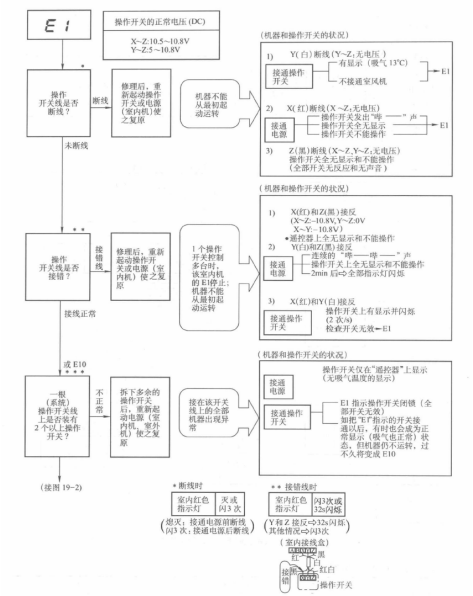 E1
操作开关的正常电压 (DC)
X～Z:10.5～10.8V
Y～Z:5～10.8V
*
操作
开关线是否
断线？
断线
修理后，重
新起动操作
开关或电源
(室内机)使
之复原
机器不能
从最初起
动运转
(机器和操作开关的状况)
1) Y(白)断线(Y～Z:无电压)
接通操作
开关
有显示（吸气 13℃）
不接通室风机
E1
2) X(红)断线(X～Z:无电压)
接通
电源
操作开关发出"哔——"声
操作开关全无显示
操作开关不能操作
E1
3) Z(黑)断线(X～Z、Y～Z:无电压)
操作开关全无显示和不能操作
(全部开关无反应和无声音)
未断线
**
操作
开关线是否
接错？
接错线
修理后，重新
起动操作开
关或电源（室
内机）使之复
原
1 个操作
开关控制
多台时，
该室内机
的 E1停止；
机器不能
从最初起
动运转
(机器和操作开关的状况)
1) X(红)和Z(黑)接反
(X～Z:-10.8V,Y～Z:0V
X～Y:-10.8V)
•遥控器上全无显示和不能操作
2) Y(白)和Z(黑)接反
接通
电源
连续的"哔——哔——"声
操作开关上全无显示和不能操作
2min 后⇨全部指示灯闪烁
3) X(红)和Y(白)接反
接通操作
开关
操作开关上有显示开闪烁
(2 次/s)
检查开关无效←E1
接线正常
或 E10
***
一根
(系统)
操作开关线
上是否装有
2 个以上操作
开关？
不正常
拆下多余的
操作开关
后，重新起
动电源（室
内机、室外
机）使之复
原
接在该开关
线上的全部
机器出现异
常
(机器和操作开关的状况)
接通
电源
操作开关仅在"遥控器"上显示
(无吸气温度的显示)
接通操作
开关
E1 指示操作开关闭锁（全
部开关无效）
如把"E1"指示的开关接
通以后，有时也会成为正
常显示（吸气也正常）状
态，但机器仍不运转，过
不久将变成 E10
(接图 19-2)
*断线时
室内红色
指示灯
灭或
闪3 次
(熄灭：接通电源前断线
闪3 次：接通电源后断线)
**接错线时
室内红色
指示灯
闪3次或
32s闪烁
(Y和Z 接反⇨32s闪烁
其他情况⇨闪3次)
(室内接线盒)
红
黑
白
接错
黑
红白
操作开关